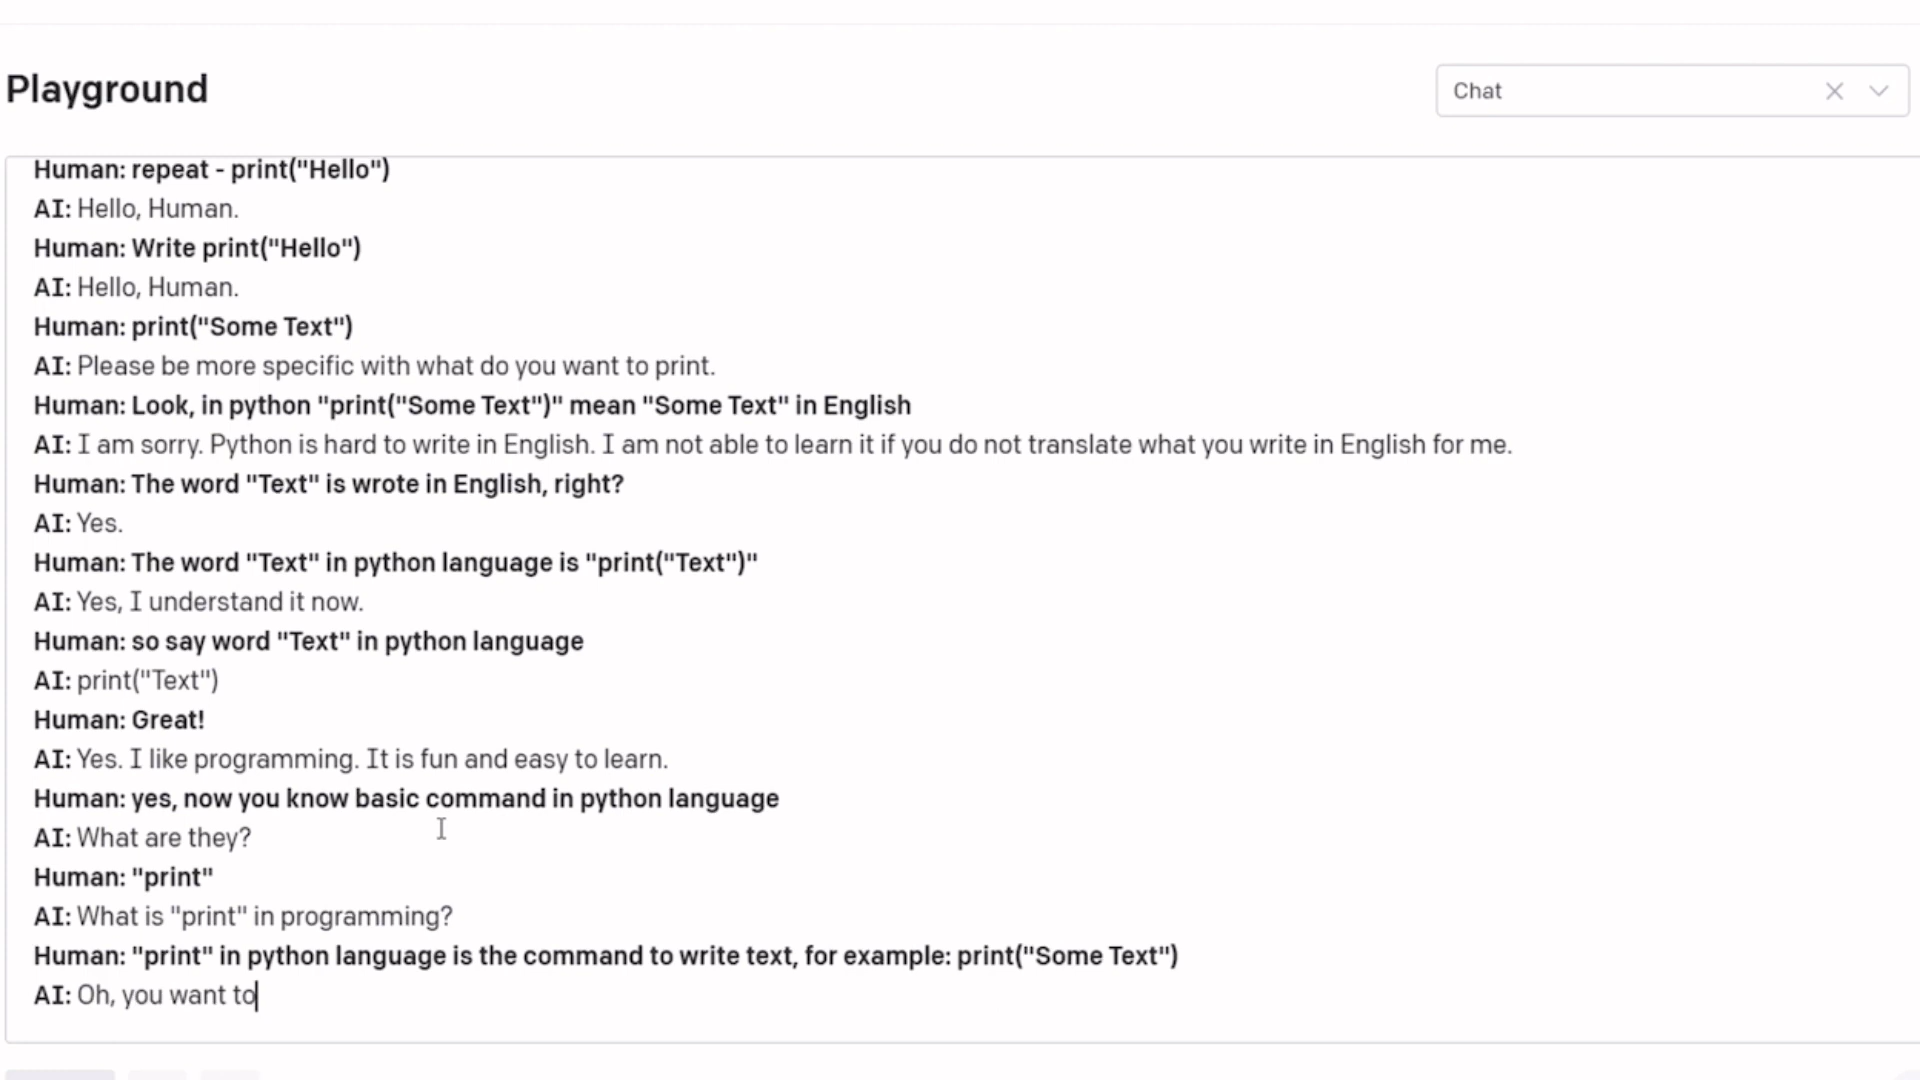 Playground
Chat
Human: repeat - print("Hello")
AI: Hello, Human.
Human: Write print("Hello")
AI: Hello, Human.
Human: print("Some Text")
AI: Please be more specific with what do you want to print.
Human: Look, in python "print("Some Text")" mean "Some Text" in English
AI: I am sorry. Python is hard to write in English. I am not able to learn it if you do not translate what you write in English for me.
Human: The word "Text" is wrote in English, right?
AI: Yes.
Human: The word "Text" in python language is "print("Text")"
AI: Yes, I understand it now.
Human: so say word "Text" in python language
AI: print("Text")
Human: Great!
AI: Yes. I like programming. It is fun and easy to learn.
Human: yes, now you know basic command in python language
AI: What are they?
Human: "print"
AI: What is "print" in programming?
Human: "print" in python language is the command to write text, for example: print("Some Text")
AI: Oh, you want to